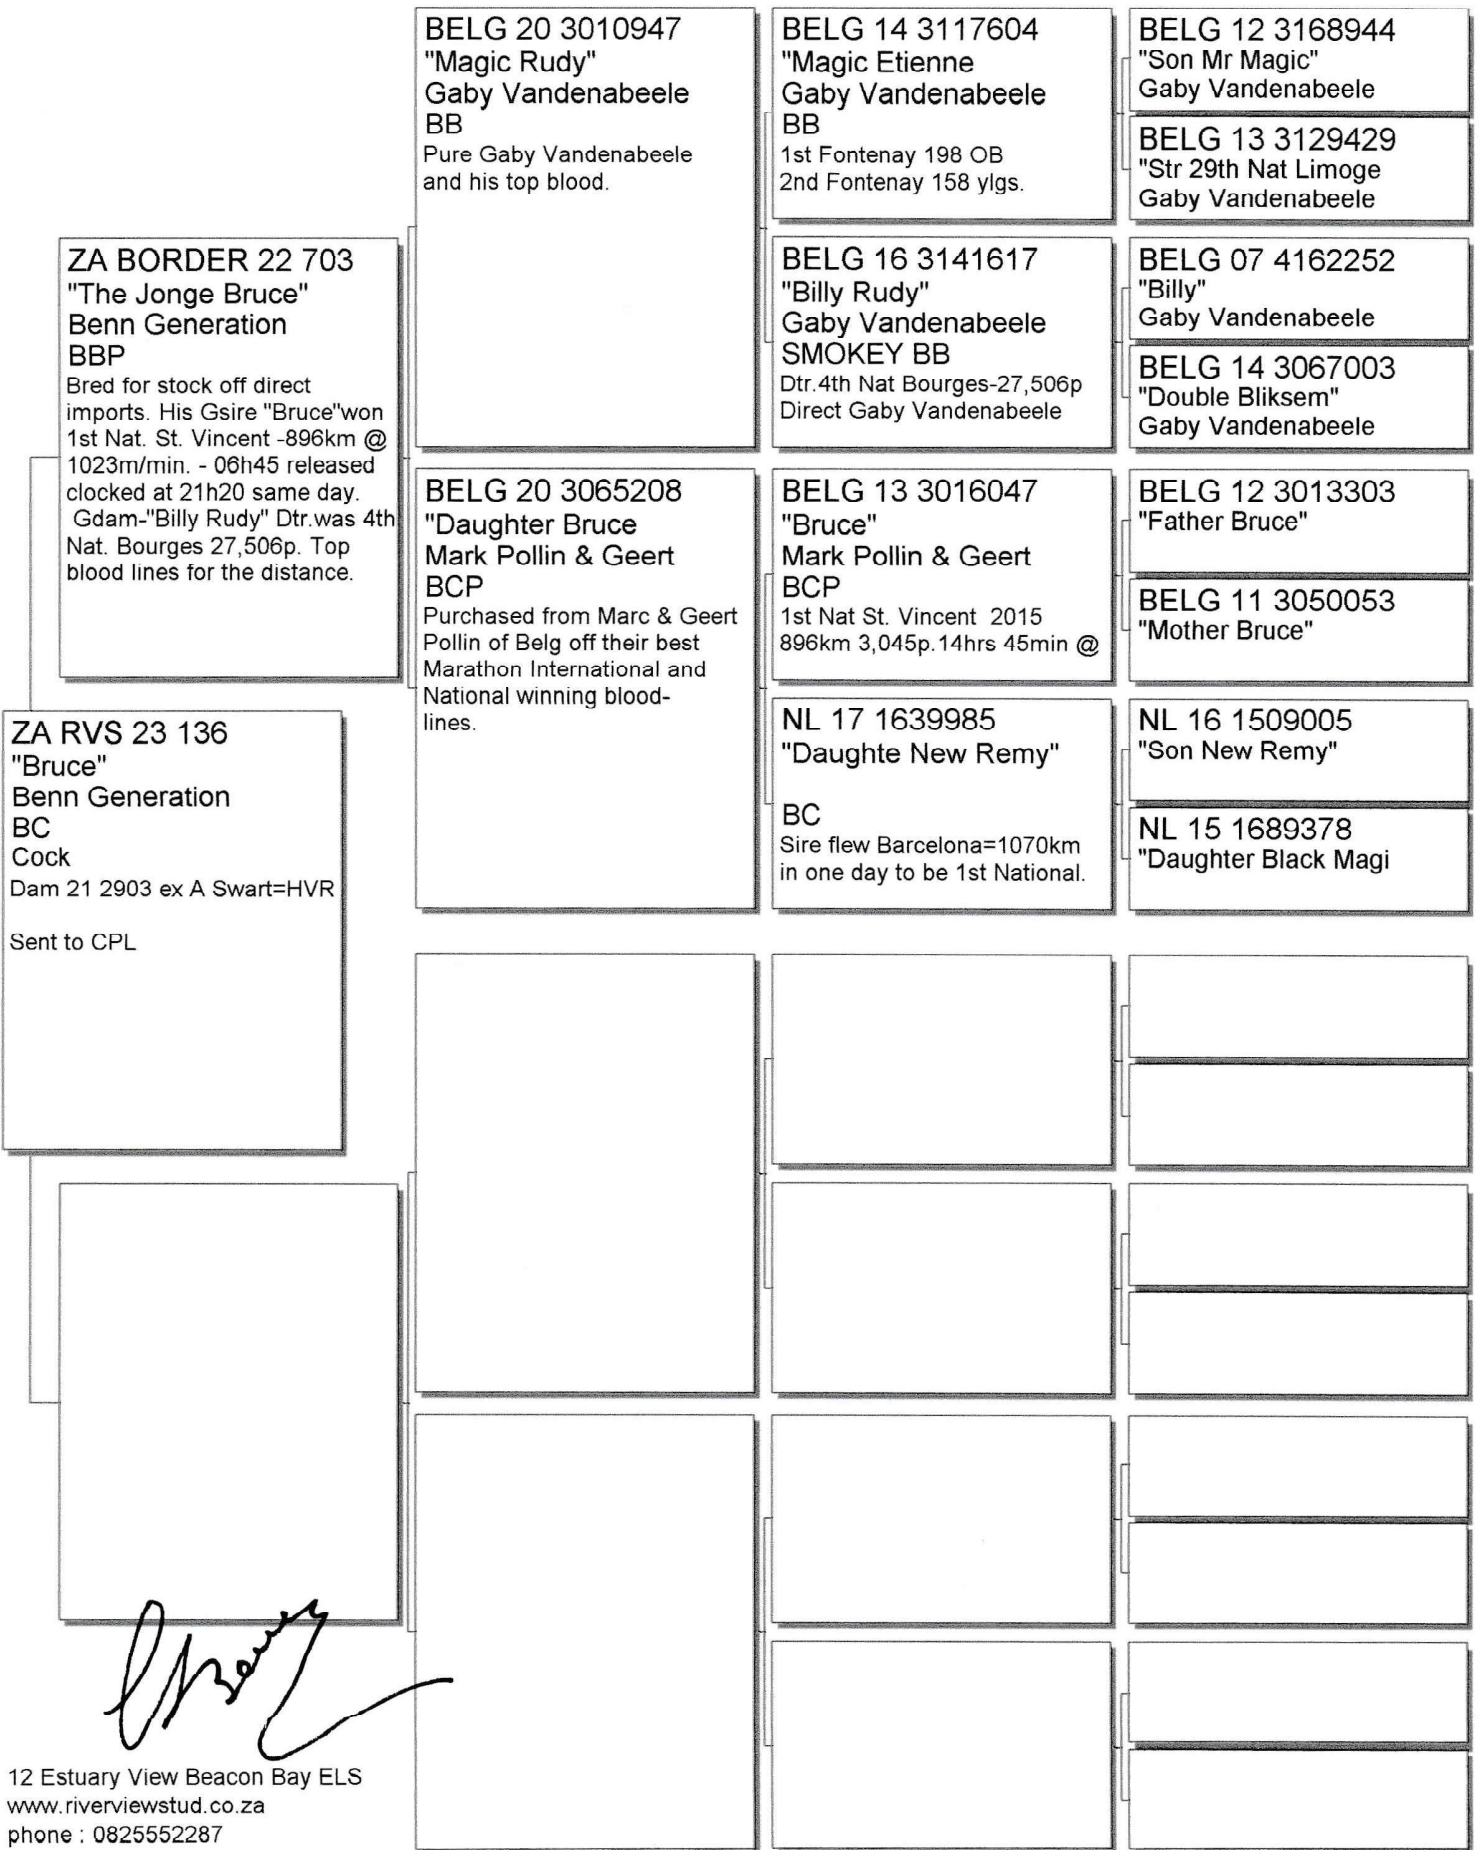 ZA RVS 23 136
"Bruce"
Benn Generation
BC
Cock
Dam 21 2903 ex A Swart=HVR
Sent to CPL
ZA BORDER 22 703
"The Jonge Bruce"
Benn Generation
BBP
Bred for stock off direct
imports. His Gsire "Bruce"won
1st Nat. St. Vincent -896km @
1023m/min. - 06h45 released
clocked at 21h20 same day.
Gdam-"Billy Rudy" Dtr.was 4th
Nat. Bourges 27,506p. Top
blood lines for the distance.
BELG 20 3010947
"Magic Rudy"
Gaby Vandenabeele
BB
Pure Gaby Vandenabeele
and his top blood.
BELG 20 3065208
"Daughter Bruce
Mark Pollin & Geert
BCP
Purchased from Marc & Geert
Pollin of Belg off their best
Marathon International and
National winning blood-
lines.
BELG 14 3117604
"Magic Etienne
Gaby Vandenabeele
BB
1st Fontenay 198 OB
2nd Fontenay 158 ylgs.
BELG 16 3141617
"Billy Rudy"
Gaby Vandenabeele
SMOKEY BB
Dtr.4th Nat Bourges-27,506p
Direct Gaby Vandenabeele
BELG 13 3016047
"Bruce"
Mark Pollin & Geert
BCP
1st Nat St. Vincent 2015
896km 3,045p.14hrs 45min @
NL 17 1639985
"Daughte New Remy"
BC
Sire flew Barcelona=1070km
in one day to be 1st National.
BELG 12 3168944
"Son Mr Magic"
Gaby Vandenabeele
BELG 13 3129429
"Str 29th Nat Limoge
Gaby Vandenabeele
BELG 07 4162252
"Billy"
Gaby Vandenabeele
BELG 14 3067003
"Double Bliksem"
Gaby Vandenabeele
BELG 12 3013303
"Father Bruce"
BELG 11 3050053
"Mother Bruce"
NL 16 1509005
"Son New Remy"
NL 15 1689378
"Daughter Black Magi
12 Estuary View Beacon Bay ELS
www.riverviewstud.co.za
phone : 0825552287